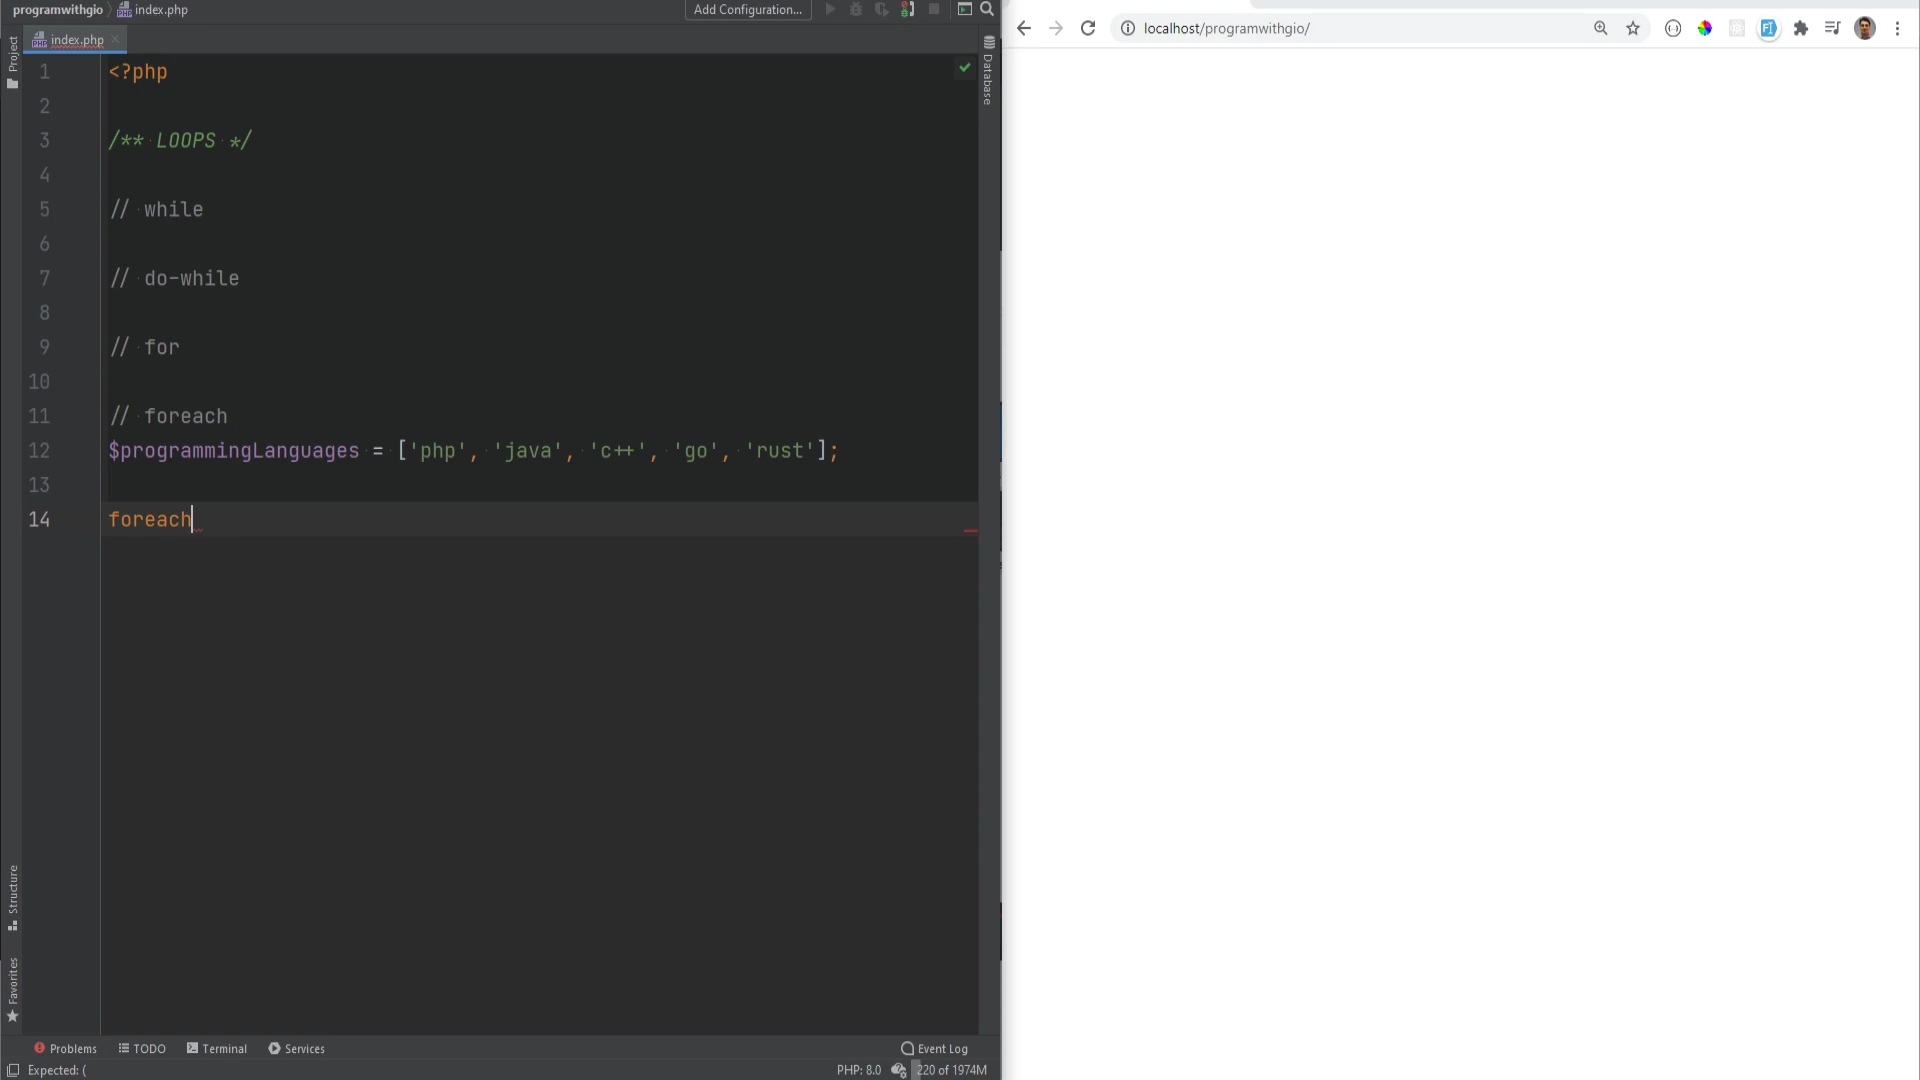 programwithgio index.php Add Configuration...
index.php
localhost/programwithgio/
Project
Database
1 <?php
2
3 /** LOOPS */
4
5 // while
6
7 // do-while
8
9 // for
10
11 // foreach
12 $programmingLanguages = ['php', 'java', 'c++', 'go', 'rust'];
13
14 foreach
Structure
Favorites
Problems TODO Terminal Services Event Log
Expected: ( PHP: 8.0 220 of 1974M